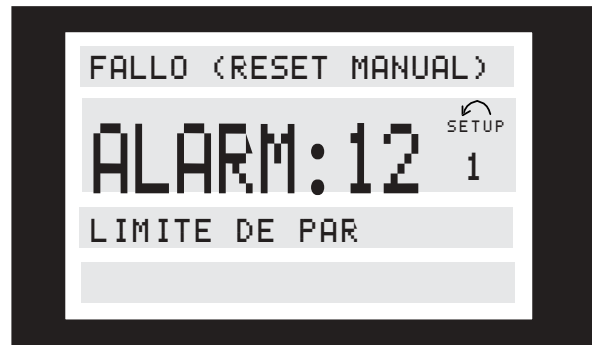 FALLO (RESET MANUAL)
ALARM:12
SETUP
1
LIMITE DE PAR